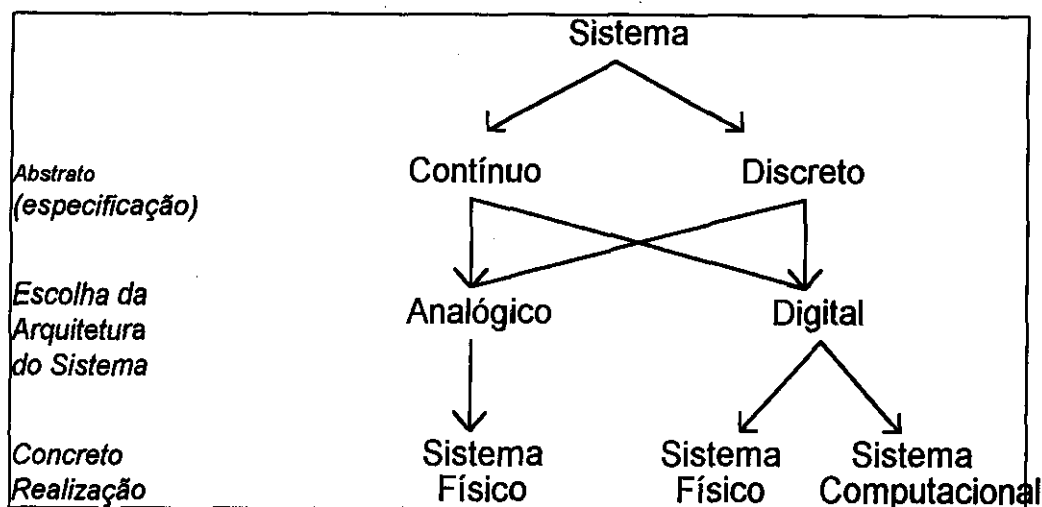 Sistema
Abstrato
(especificação)
Contínuo
Discreto
Escolha da
Arquitetura
do Sistema
Analógico
Digital
Concreto
Realização
Sistema
Físico
Sistema
Físico
Sistema
Computacional